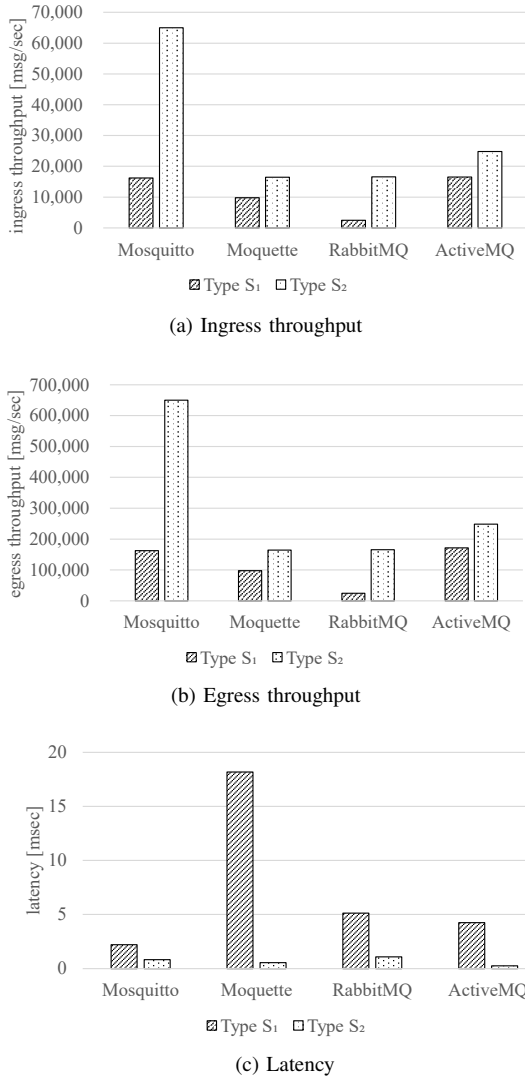 70,000
60,000
50,000
40,000
30,000
20,000
10,000
0
ingress throughput [msg/sec]
Mosquitto Moquette RabbitMQ ActiveMQ
Type S₁ Type S₂
(a) Ingress throughput
700,000
600,000
500,000
400,000
300,000
200,000
100,000
0
egress throughput [msg/sec]
Mosquitto Moquette RabbitMQ ActiveMQ
Type S₁ Type S₂
(b) Egress throughput
20
15
10
5
0
latency [msec]
Mosquitto Moquette RabbitMQ ActiveMQ
Type S₁ Type S₂
(c) Latency